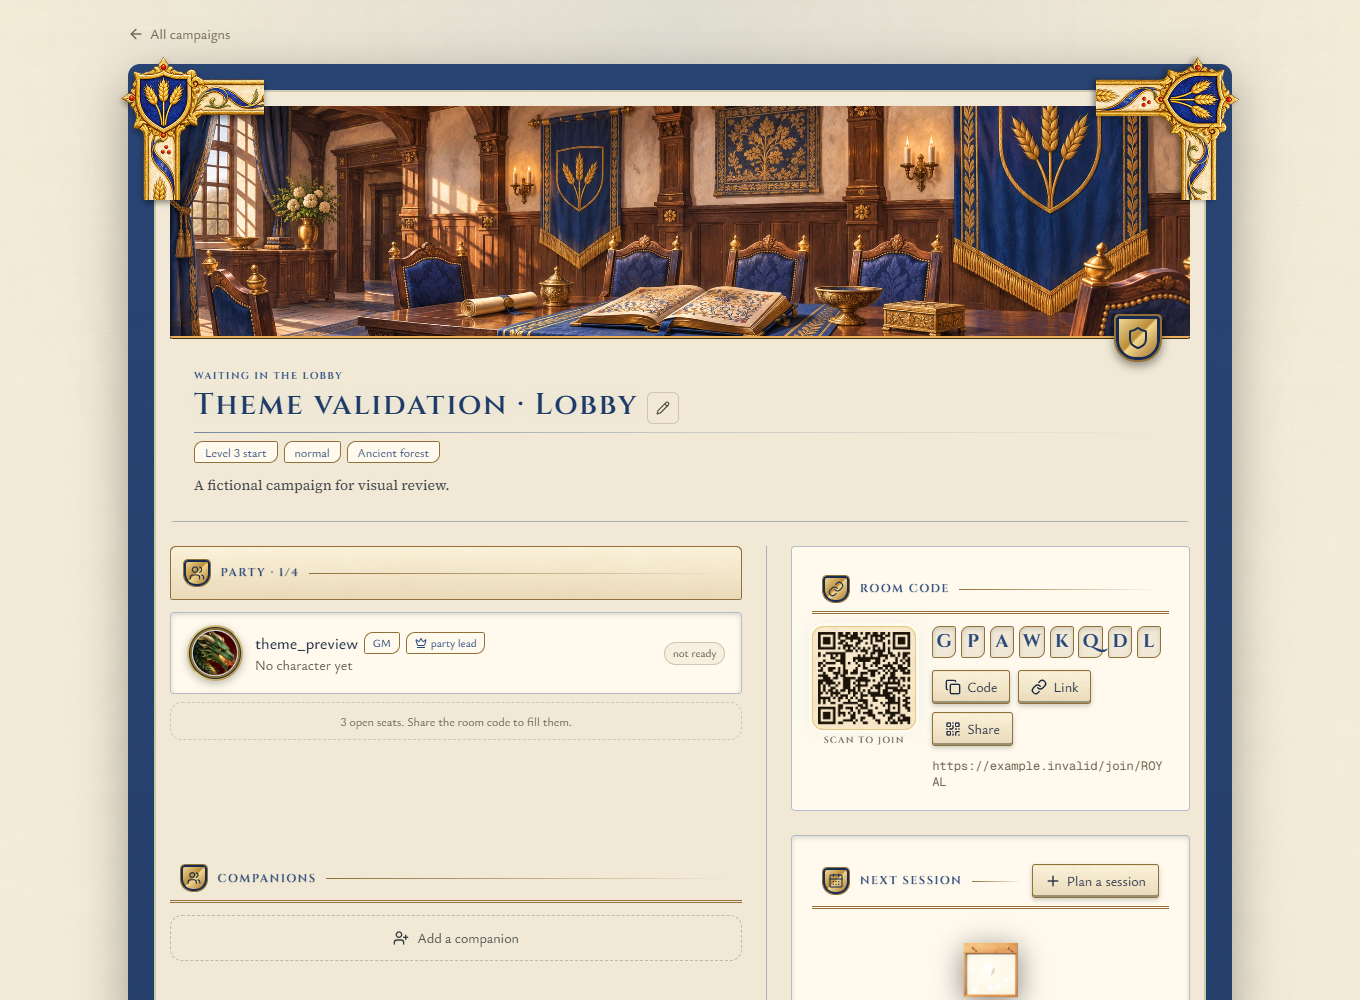 All campaigns
WAITING IN THE LOBBY
THEME VALIDATION · LOBBY
Level 3 start normal Ancient forest
A fictional campaign for visual review.
PARTY · 1/4
theme_preview GM party lead
No character yet
not ready
3 open seats. Share the room code to fill them.
COMPANIONS
Add a companion
ROOM CODE
G P A W K Q D L
Code Link
Share
SCAN TO JOIN
https://example.invalid/join/ROY
AL
NEXT SESSION
Plan a session